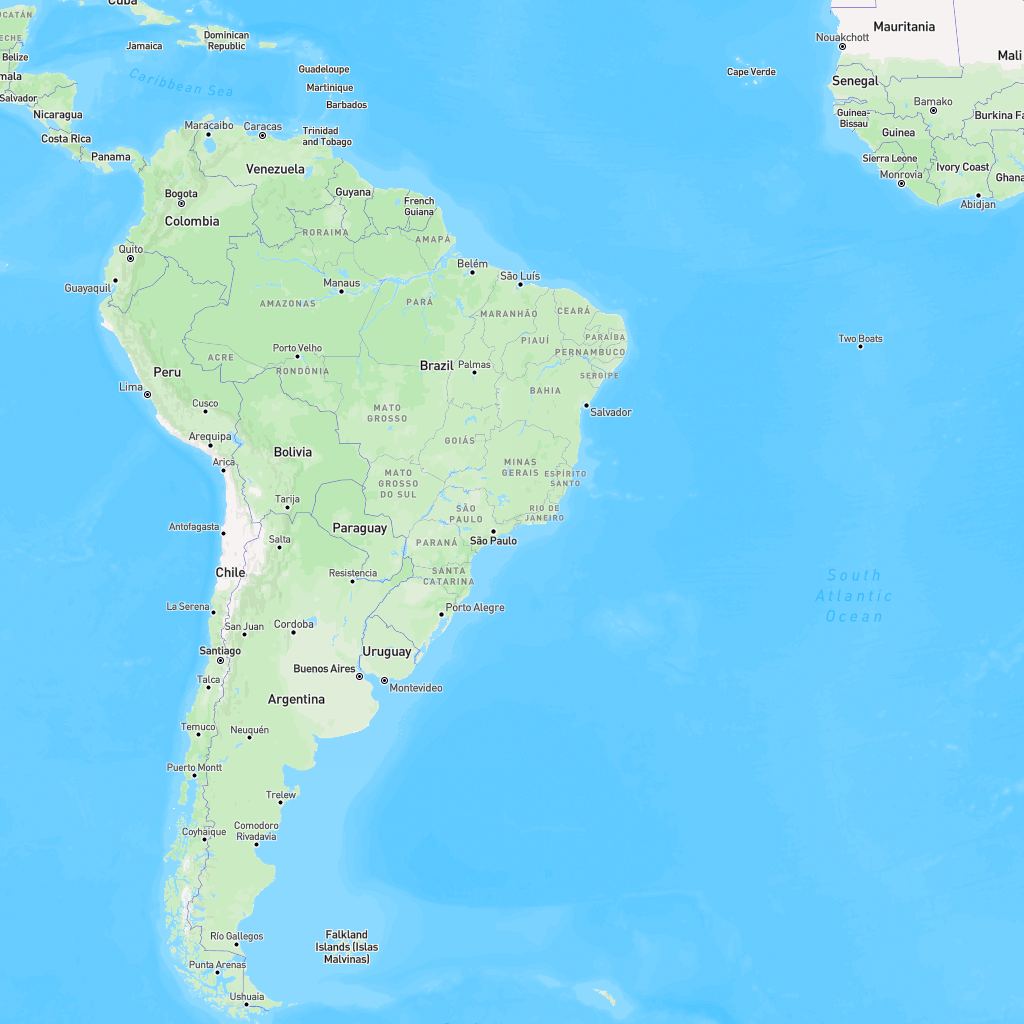 Cuba
UCATÁN
ECHE
Dominican
Republic
Jamaica
Mauritania
Nouakchott
Mali
Belize
mala
Guadeloupe
Cape Verde
Caribbean Sea
Martinique
Senegal
Salvador
Barbados
Bamako
Nicaragua
Guinea-
Bissau
Burkina Fa
Maracaibo
Caracas
Trinidad
and Tobago
Guinea
Costa Rica
Panama
Sierra Leone
Ivory Coast
Venezuela
Monrovia
Ghana
Bogota
Guyana
French
Guiana
Abidjan
Colombia
RORAIMA
AMAPÁ
Quito
Belém
São Luís
Guayaquil
Manaus
AMAZONAS
PARÁ
MARANHÃO
CEARÁ
PIAUÍ
PARAÍBA
Two Boats
Porto Velho
ACRE
PERNAMBUCO
RONDÔNIA
Brazil
Palmas
Peru
SERGIPE
Lima
BAHIA
Cusco
MATO
GROSSO
Salvador
Arequipa
GOIÁS
Bolivia
Arica
MINAS
GERAIS
ESPÍRITO
SANTO
MATO
GROSSO
DO SUL
Tarija
SÃO
PAULO
RIO DE
JANEIRO
Antofagasta
Paraguay
Salta
PARANÁ
São Paulo
Chile
Resistencia
SANTA
CATARINA
South
Atlantic
Ocean
La Serena
Porto Alegre
San Juan
Cordoba
Santiago
Uruguay
Buenos Aires
Talca
Montevideo
Argentina
Temuco
Neuquén
Puerto Montt
Trelew
Coyhaique
Comodoro
Rivadavia
Río Gallegos
Falkland
Islands (Islas
Malvinas)
Punta Arenas
Ushuaia